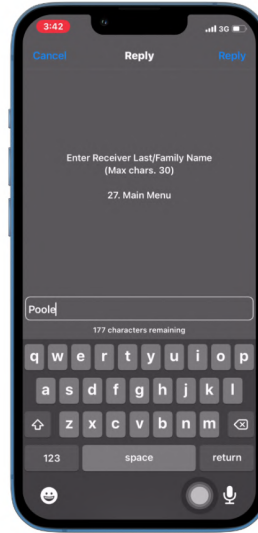 3:42
3G
Cancel Reply Reply
Enter Receiver Last/Family Name
(Max chars. 30)
27. Main Menu
Poole
177 characters remaining
q w e r t y u i o p
a s d f g h j k l
z x c v b n m
123 space return